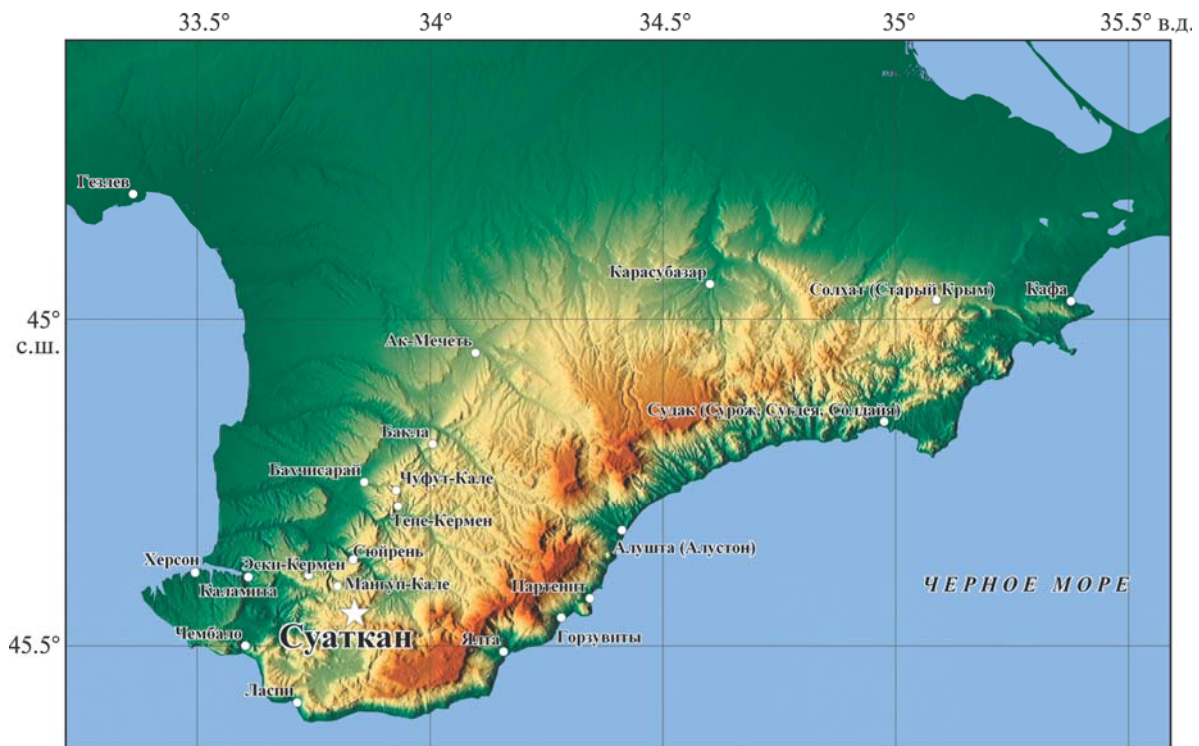 33.5° 34° 34.5° 35° 35.5° в.д.
Гезлев
Карасубазар
Солхат (Старый Крым)
Кафа
45°
с.ш.
Ак-Мечеть
Судак (Сурож, Сугдея, Солдайя)
Бакла
Бахчисарай
Чуфут-Кале
Тепе-Кермен
Алушта (Алустон)
Сюйрень
Херсон
Эски-Кермен
Каламита
Мангуп-Кале
Партенит
ЧЕРНОЕ МОРЕ
Суаткан
Чембало
Ялта
Горзувиты
45.5°
Ласпи